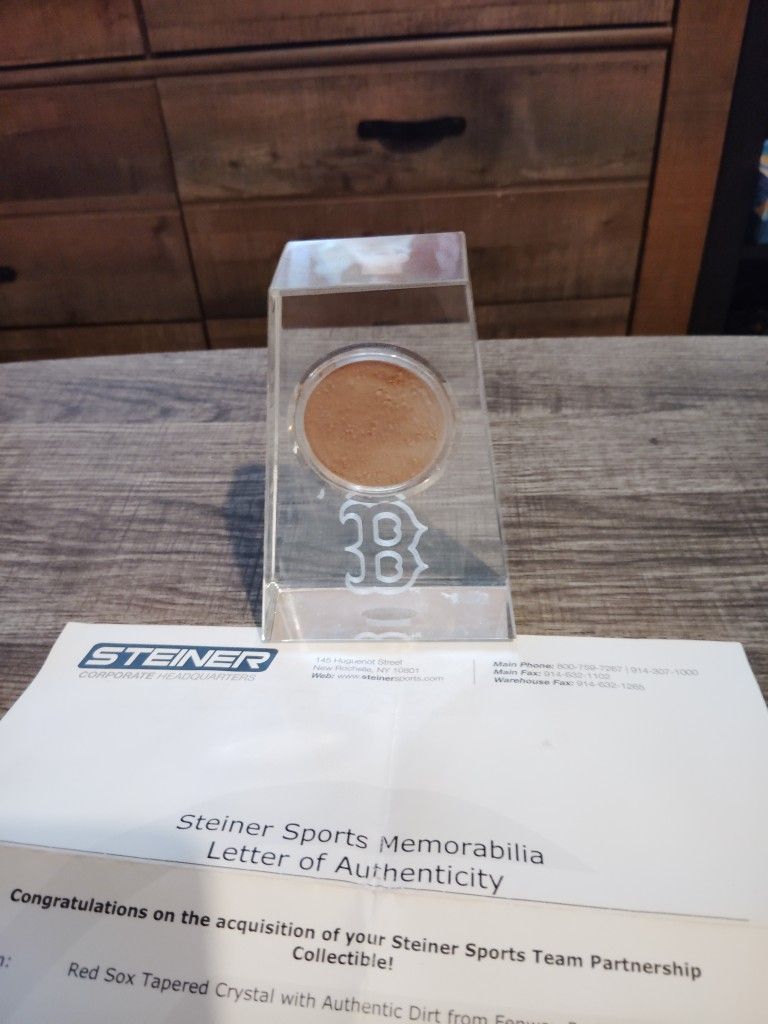 B
STEINER
CORPORATE HEADQUARTERS
145 Huguenot Street
New Rochelle, NY 10801
Web: www.steinersports.com
Main Phone: 800-759-7267 | 914-307-1000
Main Fax: 914-632-1102
Warehouse Fax: 914-632-1265
Steiner Sports Memorabilia
Letter of Authenticity
Congratulations on the acquisition of your Steiner Sports Team Partnership
Collectible!
Red Sox Tapered Crystal with Authentic Dirt from